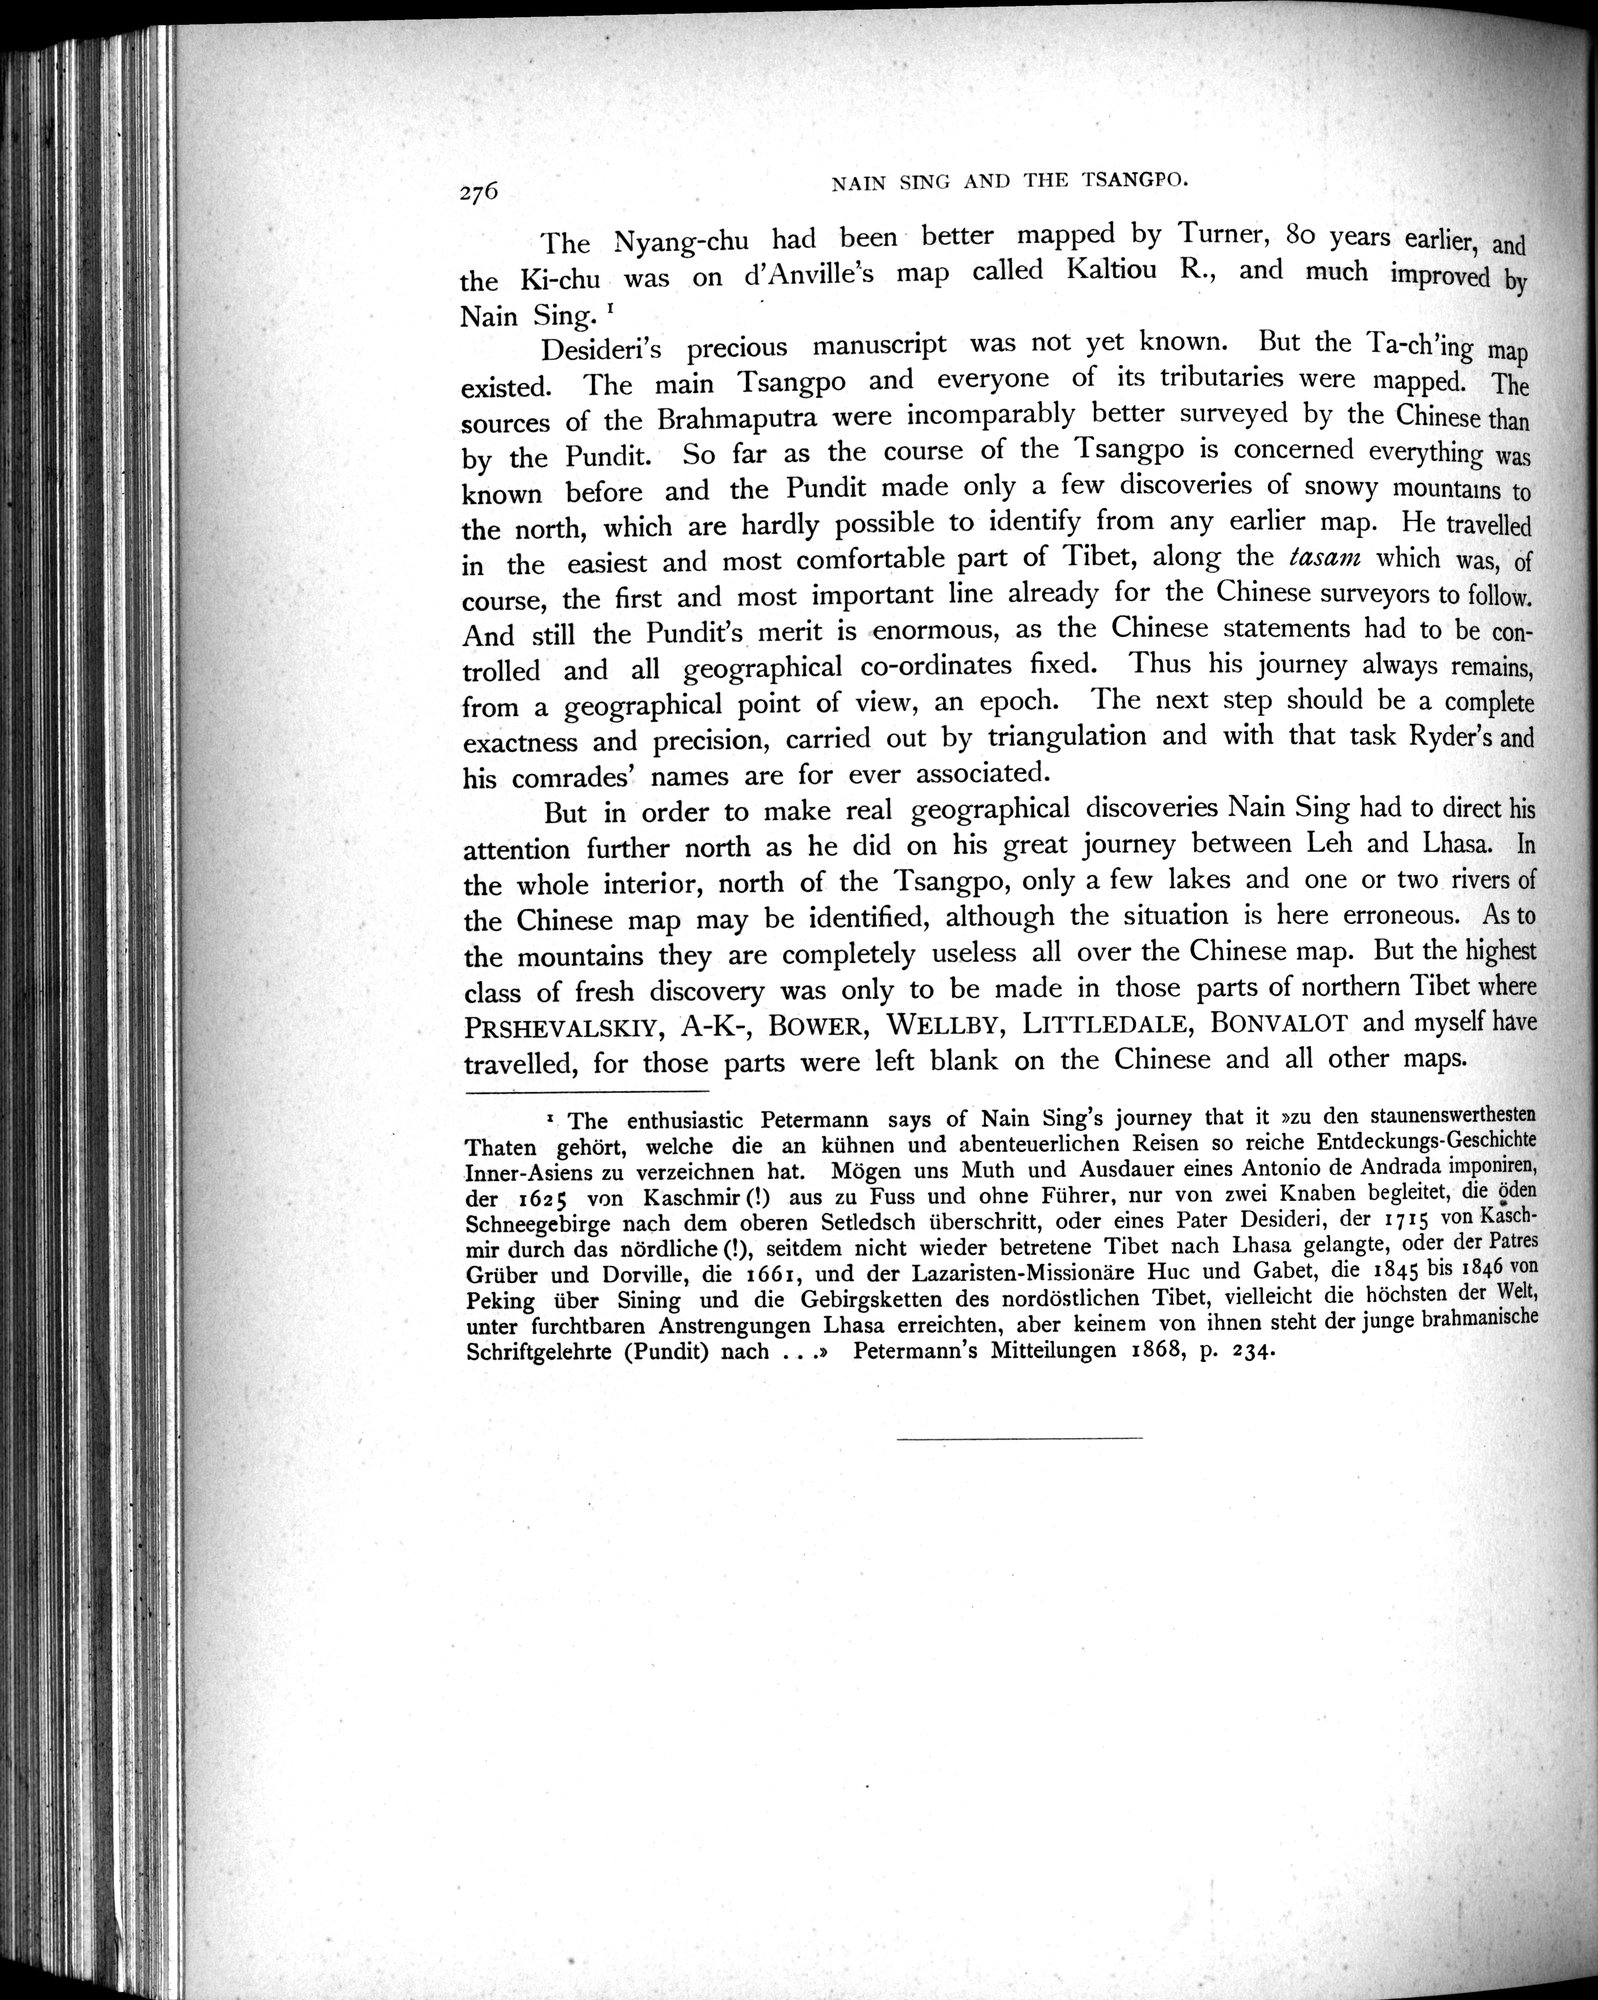 276
NAIN SING AND THE TSANGPO.
The Nyang-chu had been better mapped by Turner, 80 years earlier, and
the Ki-chu was on d'Anville's map called Kaltiou R., and much improved by
Nain Sing. ¹
Desideri's precious manuscript was not yet known. But the Ta-ch'ing map
existed. The main Tsangpo and everyone of its tributaries were mapped. The
sources of the Brahmaputra were incomparably better surveyed by the Chinese than
by the Pundit. So far as the course of the Tsangpo is concerned everything was
known before and the Pundit made only a few discoveries of snowy mountains to
the north, which are hardly possible to identify from any earlier map. He travelled
in the easiest and most comfortable part of Tibet, along the tasam which was, of
course, the first and most important line already for the Chinese surveyors to follow.
And still the Pundit's merit is enormous, as the Chinese statements had to be con-
trolled and all geographical co-ordinates fixed. Thus his journey always remains,
from a geographical point of view, an epoch. The next step should be a complete
exactness and precision, carried out by triangulation and with that task Ryder's and
his comrades' names are for ever associated.
But in order to make real geographical discoveries Nain Sing had to direct his
attention further north as he did on his great journey between Leh and Lhasa. In
the whole interior, north of the Tsangpo, only a few lakes and one or two rivers of
the Chinese map may be identified, although the situation is here erroneous. As to
the mountains they are completely useless all over the Chinese map. But the highest
class of fresh discovery was only to be made in those parts of northern Tibet where
PRSHEVALSKIY, A-K-, BOWER, WELLBY, LITTLEDALE, BONVALOT and myself have
travelled, for those parts were left blank on the Chinese and all other maps.
¹ The enthusiastic Petermann says of Nain Sing's journey that it »zu den staunenswerthesten
Thaten gehört, welche die an kühnen und abenteuerlichen Reisen so reiche Entdeckungs-Geschichte
Inner-Asiens zu verzeichnen hat. Mögen uns Muth und Ausdauer eines Antonio de Andrada imponiren,
der 1625 von Kaschmir (!) aus zu Fuss und ohne Führer, nur von zwei Knaben begleitet, die öden
Schneegebirge nach dem oberen Setledsch überschritt, oder eines Pater Desideri, der 1715 von Kasch-
mir durch das nördliche (!), seitdem nicht wieder betretene Tibet nach Lhasa gelangte, oder der Patres
Grüber und Dorville, die 1661, und der Lazaristen-Missionäre Huc und Gabet, die 1845 bis 1846 von
Peking über Sining und die Gebirgsketten des nordöstlichen Tibet, vielleicht die höchsten der Welt,
unter furchtbaren Anstrengungen Lhasa erreichten, aber keinem von ihnen steht der junge brahmanische
Schriftgelehrte (Pundit) nach . . .» Petermann's Mitteilungen 1868, p. 234.